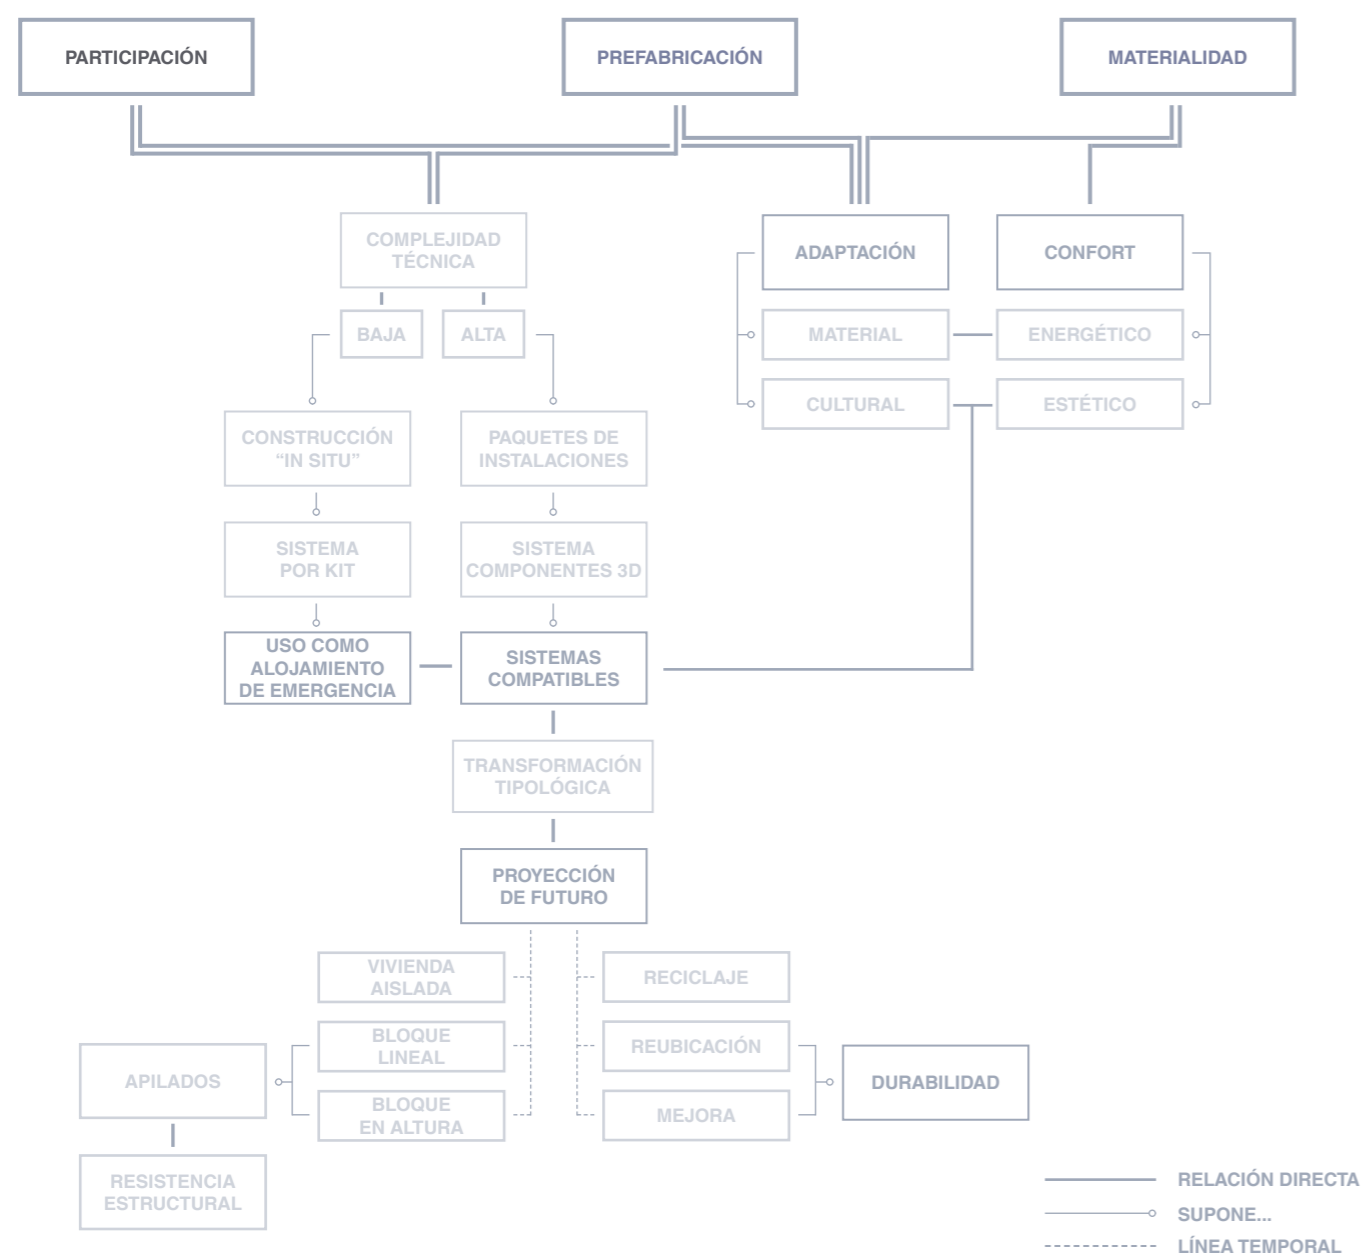 PARTICIPACIÓN
PREFABRICACIÓN
MATERIALIDAD
COMPLEJIDAD
TÉCNICA
ADAPTACIÓN
CONFORT
BAJA
ALTA
MATERIAL
ENERGÉTICO
CULTURAL
ESTÉTICO
CONSTRUCCIÓN
“IN SITU”
PAQUETES DE
INSTALACIONES
SISTEMA
POR KIT
SISTEMA
COMPONENTES 3D
USO COMO
ALOJAMIENTO
DE EMERGENCIA
SISTEMAS
COMPATIBLES
TRANSFORMACIÓN
TIPOLÓGICA
PROYECCIÓN
DE FUTURO
VIVIENDA
AISLADA
RECICLAJE
BLOQUE
LINEAL
REUBICACIÓN
APILADOS
DURABILIDAD
BLOQUE
EN ALTURA
MEJORA
RESISTENCIA
ESTRUCTURAL
RELACIÓN DIRECTA
SUPONE...
LÍNEA TEMPORAL